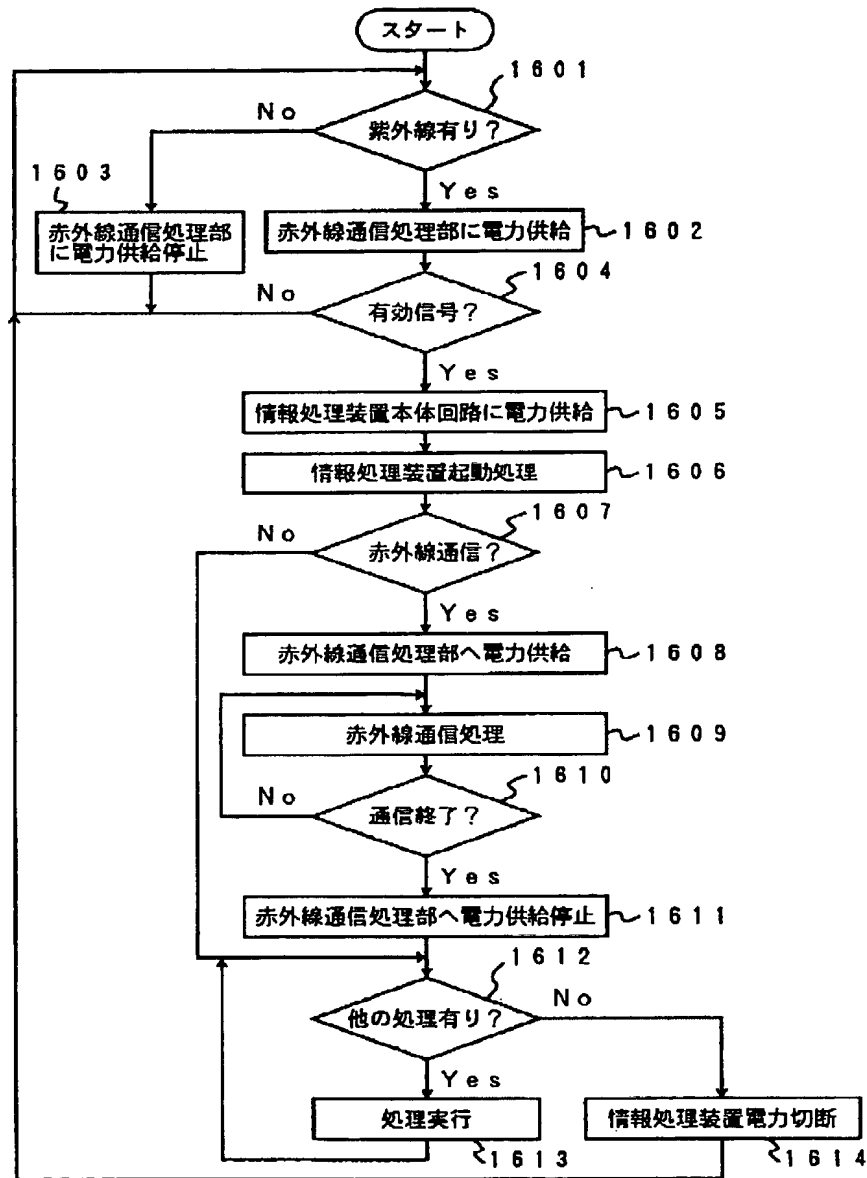 スタート
1601
紫外線有り？
No
Yes
1603
赤外線通信処理部
に電力供給停止
赤外線通信処理部に電力供給
1602
1604
No
有効信号？
Yes
情報処理装置本体回路に電力供給
1605
情報処理装置起動処理
1606
1607
No
赤外線通信？
Yes
赤外線通信処理部へ電力供給
1608
赤外線通信処理
1609
1610
No
通信終了？
Yes
赤外線通信処理部へ電力供給停止
1611
1612
他の処理有り？
No
Yes
処理実行
1613
情報処理装置電力切断
1614